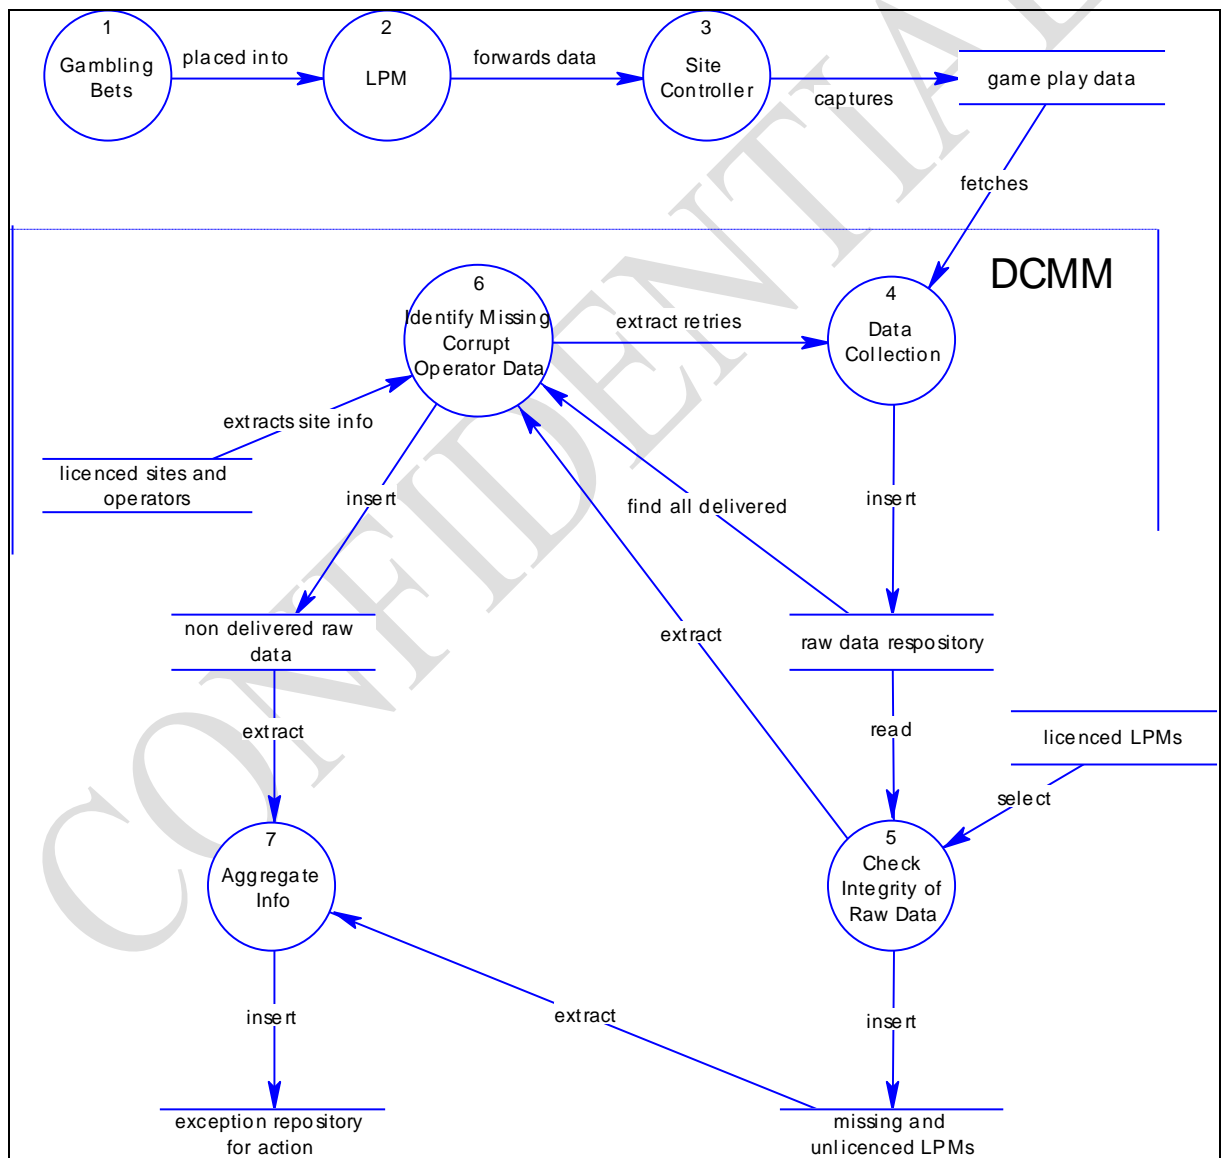 1
Gambling
Bets
placed into
2
LPM
forwards data
3
Site
Controller
captures
game play data
fetches
DCMM
6
Identify Missing
Corrupt
Operator Data
extract retries
4
Data
Collection
extracts site info
licenced sites and
operators
insert
find all delivered
insert
non delivered raw
data
extract
raw data respository
extract
read
licenced LPMs
select
7
Aggregate
Info
5
Check
Integrity of
Raw Data
insert
extract
insert
exception repository
for action
missing and
unlicenced LPMs
CONFIDENTIAL